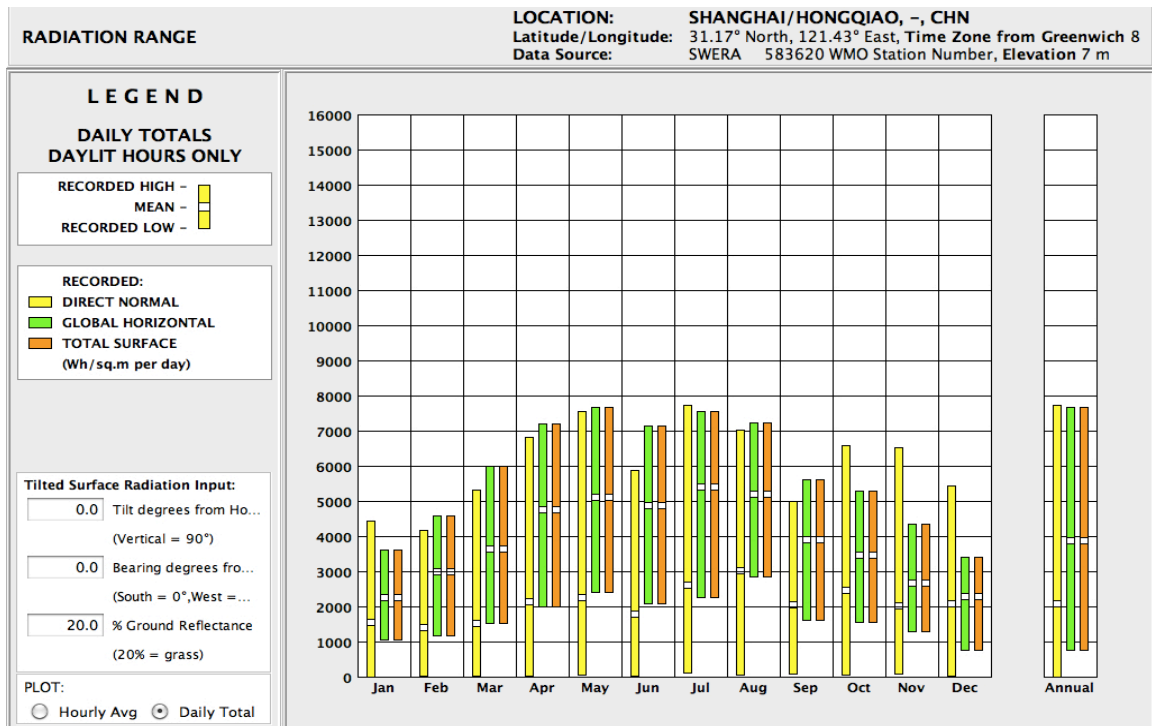 RADIATION RANGE
LOCATION: SHANGHAI/HONGQIAO, -, CHN
Latitude/Longitude: 31.17° North, 121.43° East, Time Zone from Greenwich 8
Data Source: SWERA 583620 WMO Station Number, Elevation 7 m
LEGEND
DAILY TOTALS
DAYLIT HOURS ONLY
RECORDED HIGH -
MEAN -
RECORDED LOW -
RECORDED:
DIRECT NORMAL
GLOBAL HORIZONTAL
TOTAL SURFACE
(Wh/sq.m per day)
Tilted Surface Radiation Input:
0.0 Tilt degrees from Ho...
(Vertical = 90°)
0.0 Bearing degrees fro...
(South = 0°,West =...
20.0 % Ground Reflectance
(20% = grass)
PLOT:
Hourly Avg Daily Total
16000
15000
14000
13000
12000
11000
10000
9000
8000
7000
6000
5000
4000
3000
2000
1000
0
Jan Feb Mar Apr May Jun Jul Aug Sep Oct Nov Dec Annual